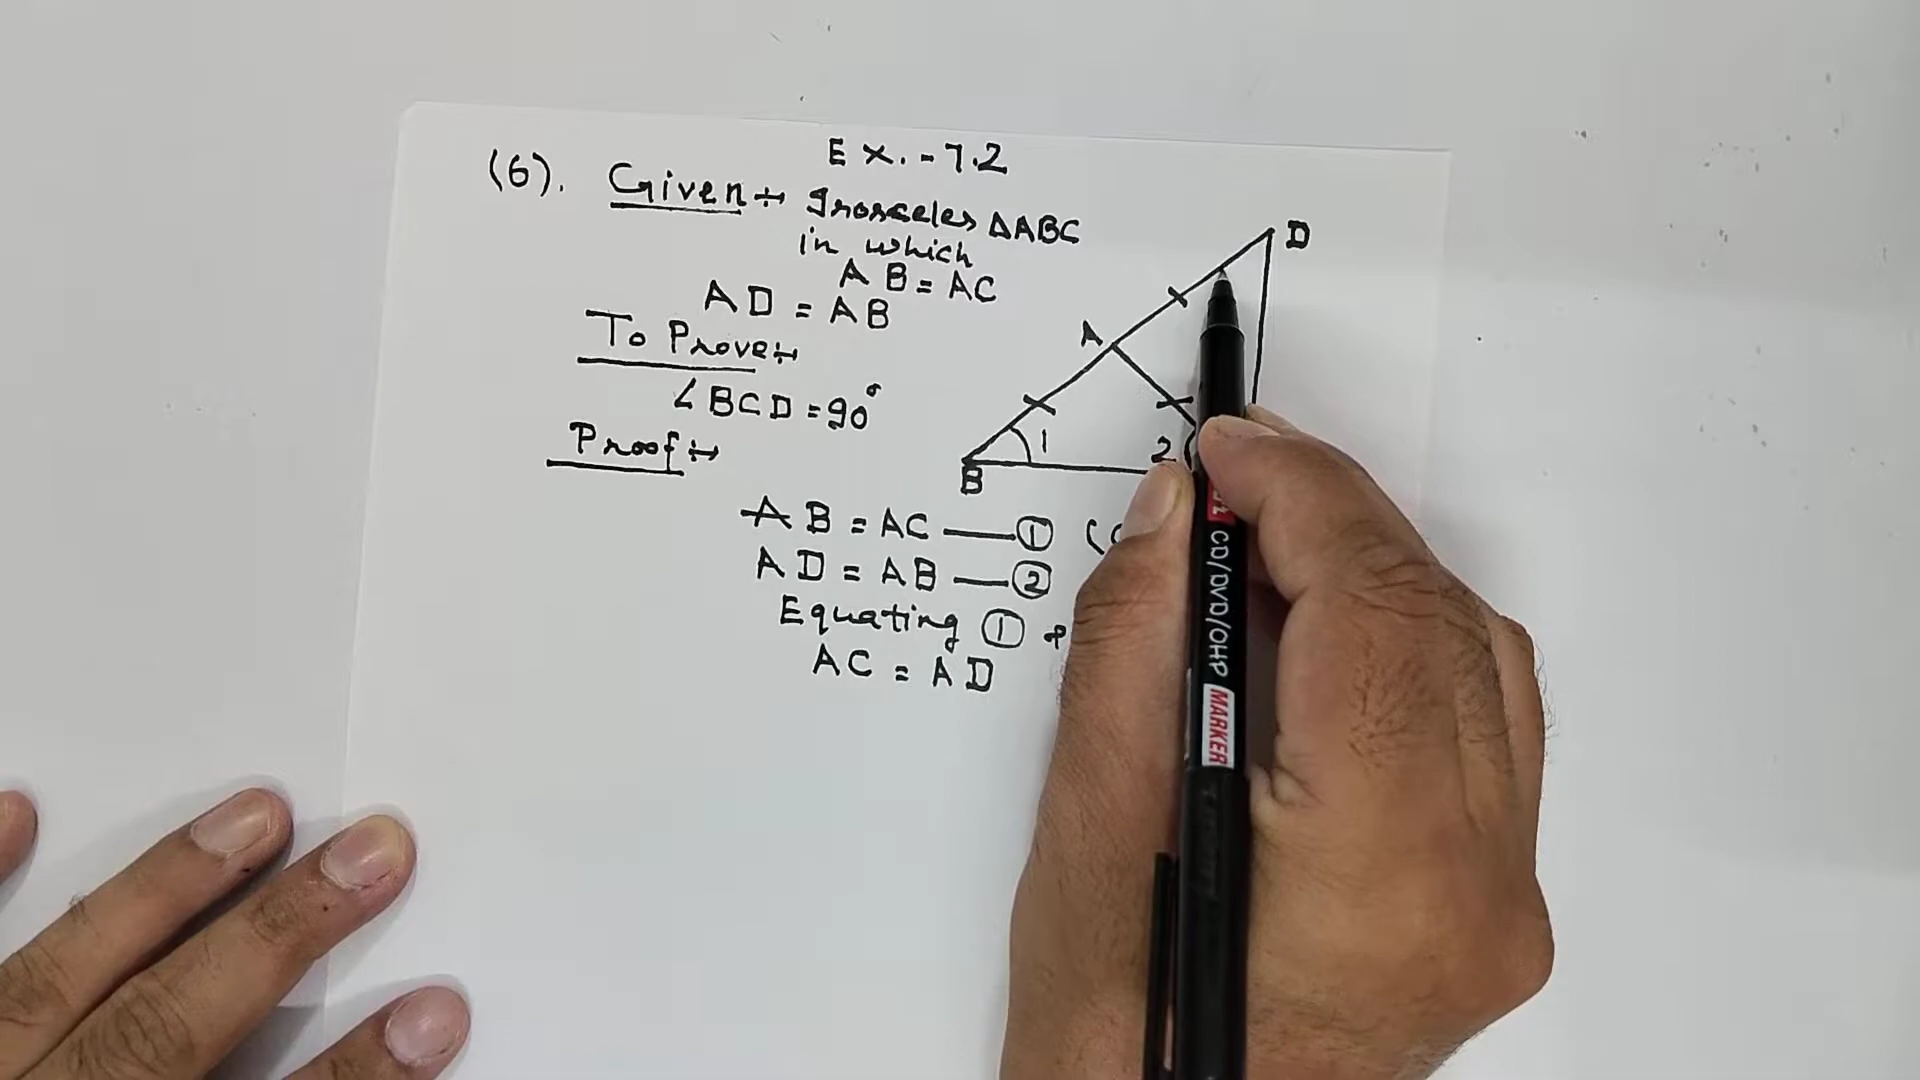 Ex. - 7.2
(6). Given :- Isosceles ΔABC
in which
AB = AC
AD = AB
To Prove :-
∠BCD = 90°
Proof :-
AB = AC — ① (
AD = AB — ②
Equating ①
AC = AD
D
A
1
2
B
CD/DVD/OHP
MARKER